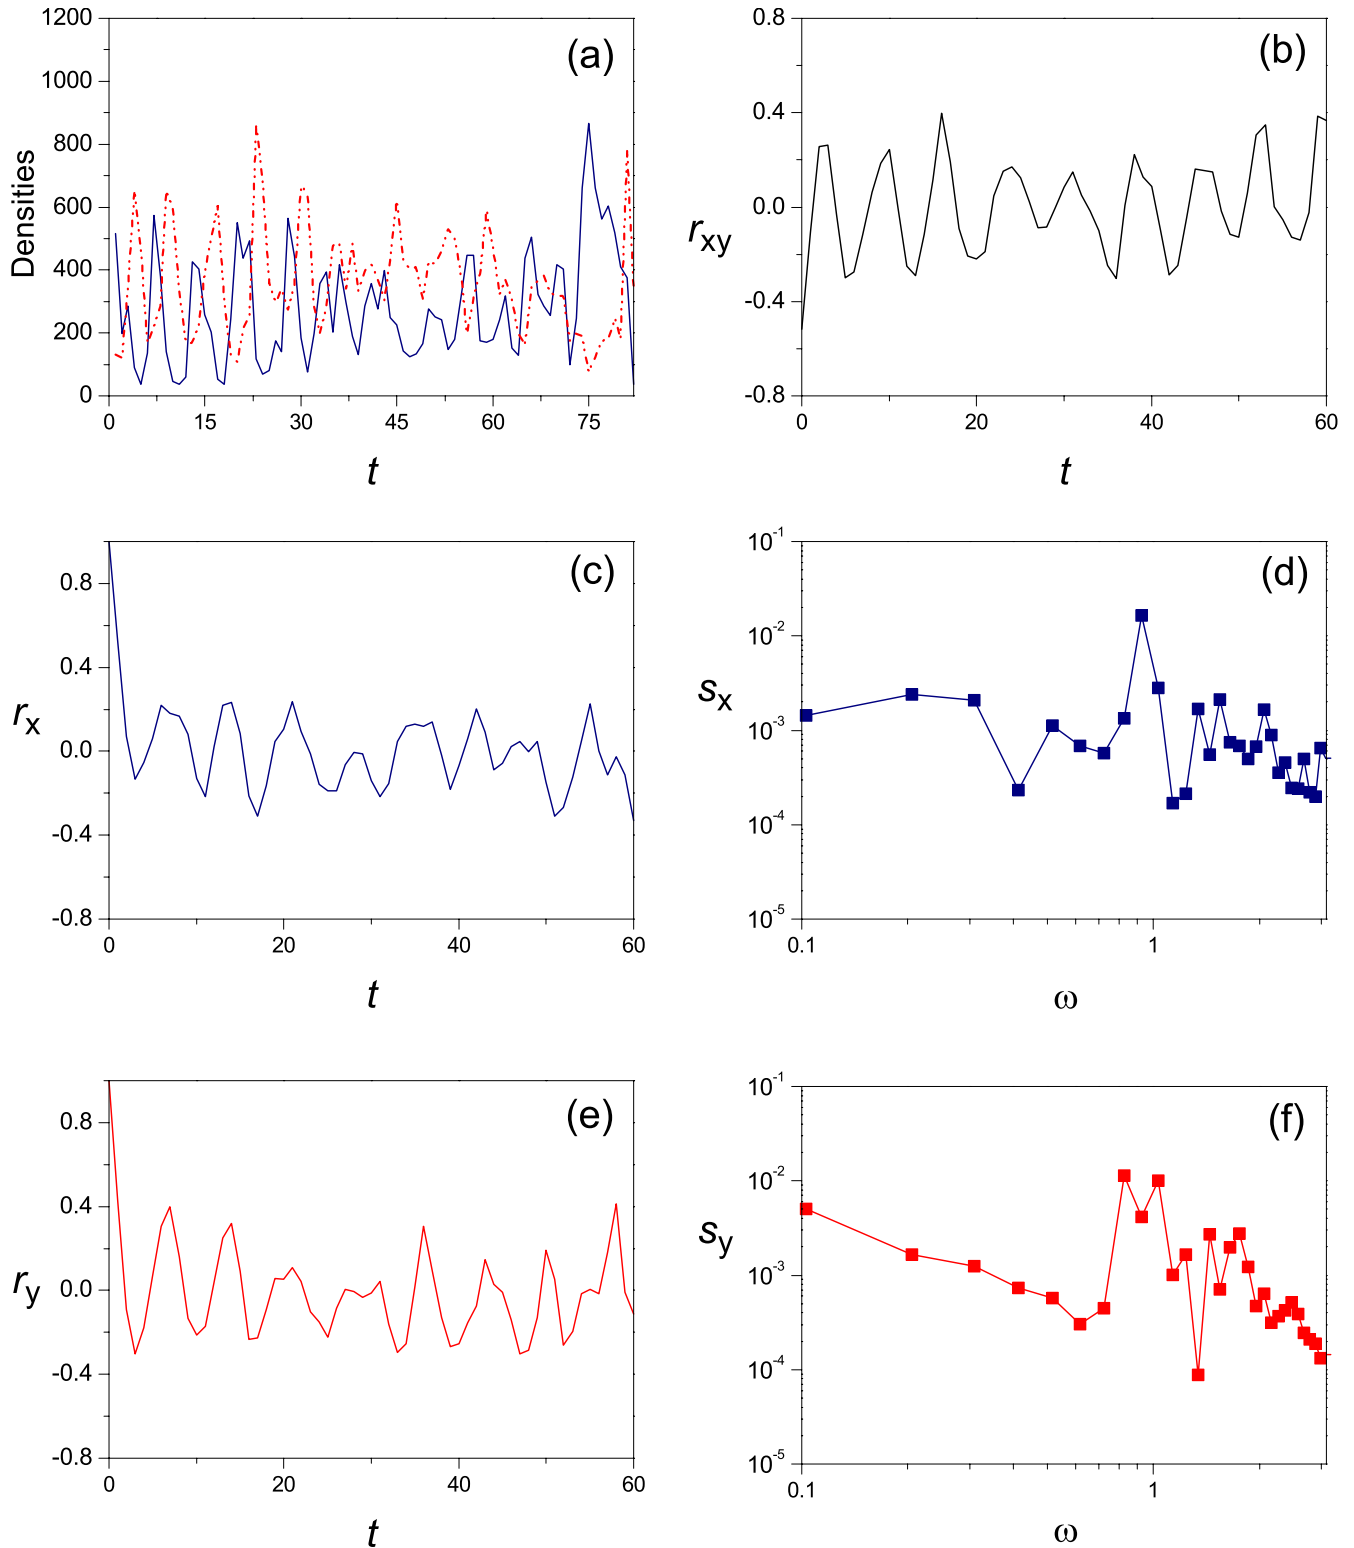 (a)
Densities
1200
1000
800
600
400
200
0
0 15 30 45 60 75
t
(b)
r_xy
0.8
0.4
0.0
-0.4
-0.8
0 20 40 60
t
(c)
r_x
0.8
0.4
0.0
-0.4
-0.8
0 20 40 60
t
(d)
s_x
10^-1
10^-2
10^-3
10^-4
10^-5
0.1 1
ω
(e)
r_y
0.8
0.4
0.0
-0.4
-0.8
0 20 40 60
t
(f)
s_y
10^-1
10^-2
10^-3
10^-4
10^-5
0.1 1
ω